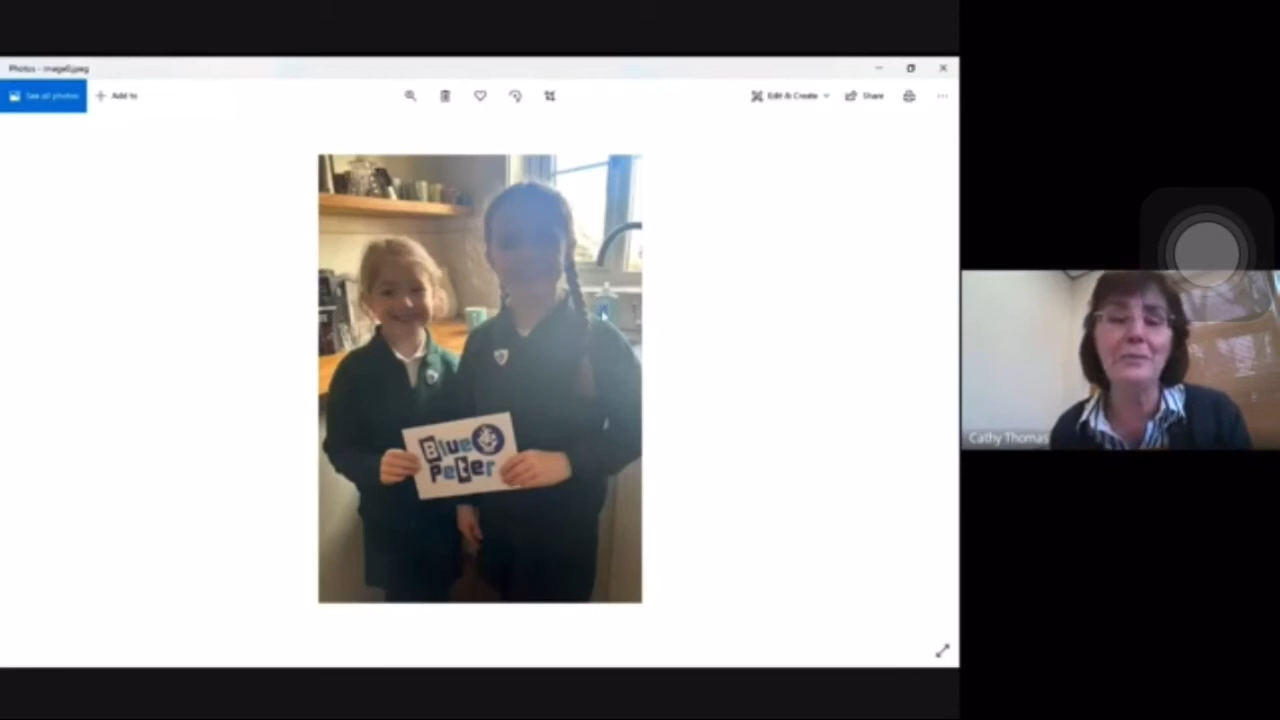 Photos - image0.jpeg
See all photos
Add to
Edit & Create
Share
Blue
Peter
Cathy Thomas